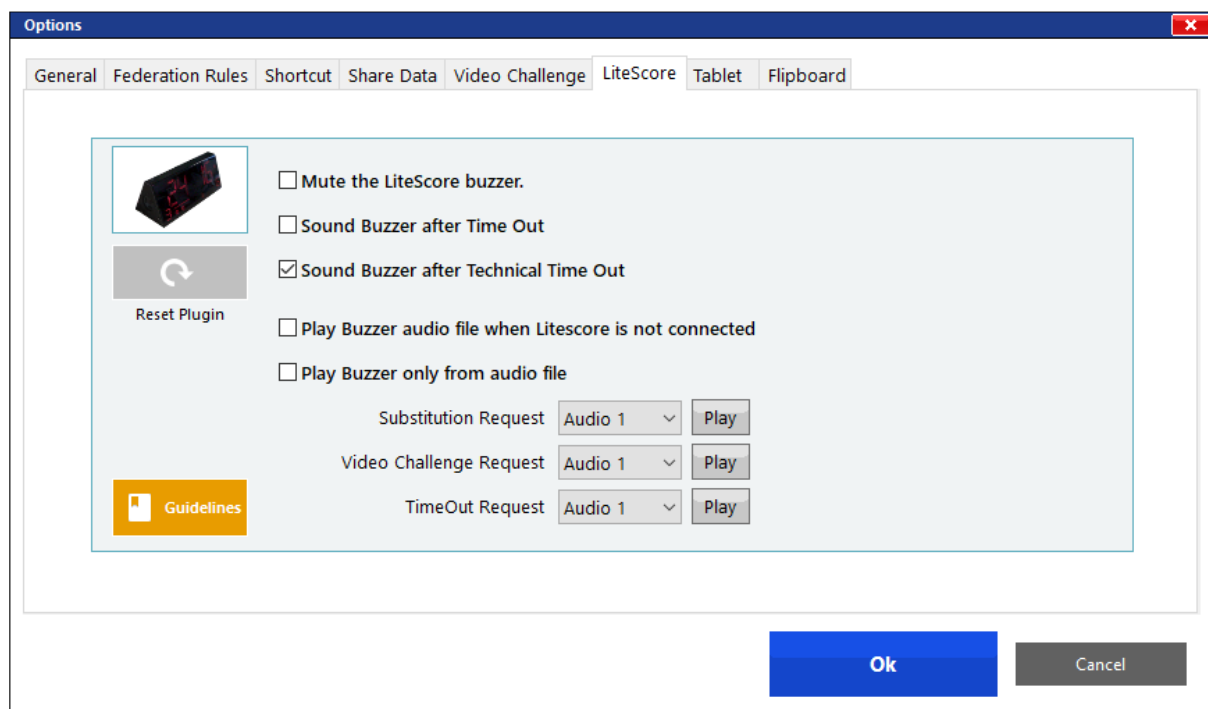 Options
General Federation Rules Shortcut Share Data Video Challenge LiteScore Tablet Flipboard
Mute the LiteScore buzzer.
Sound Buzzer after Time Out
Sound Buzzer after Technical Time Out
Reset Plugin
Play Buzzer audio file when Litescore is not connected
Play Buzzer only from audio file
Substitution Request Audio 1 Play
Video Challenge Request Audio 1 Play
TimeOut Request Audio 1 Play
Guidelines
Ok Cancel